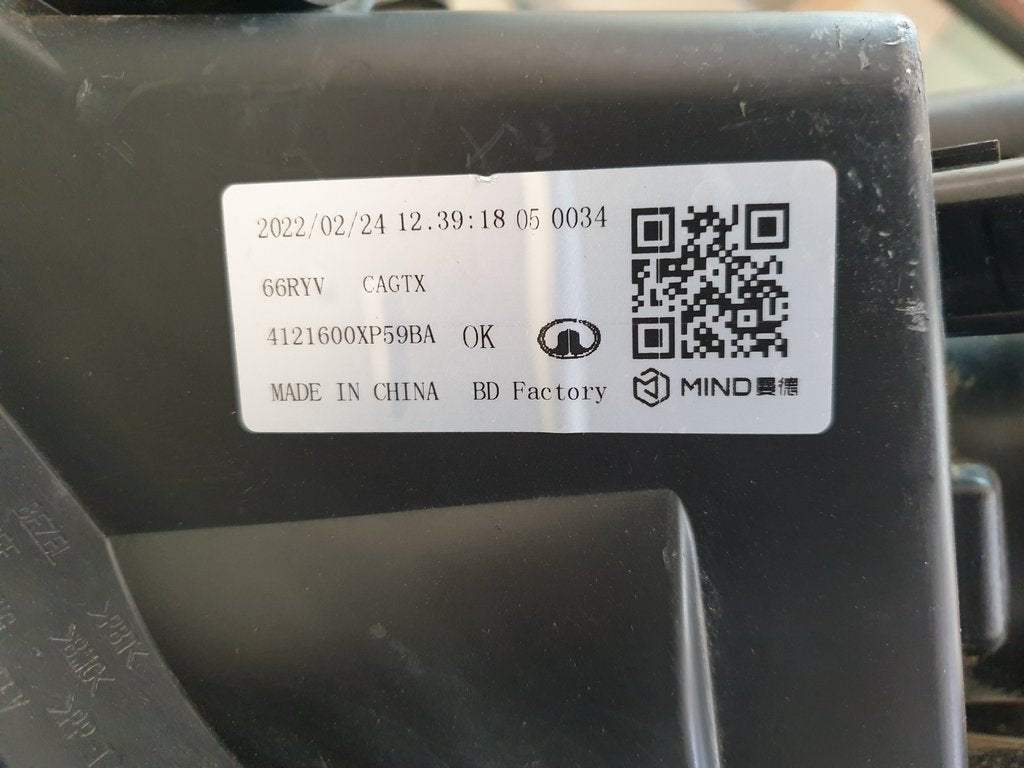 2022/02/24 12.39:18 05 0034
66RYV CAGTX
4121600XP59BA OK
MADE IN CHINA BD Factory
MIND曼德
BEZEL